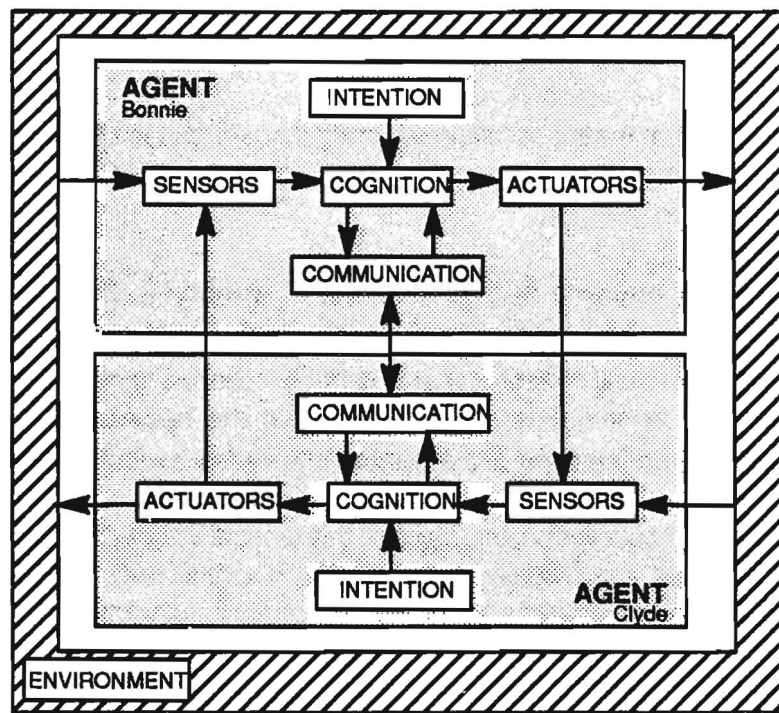 AGENT
Bonnie
INTENTION
SENSORS
COGNITION
ACTUATORS
COMMUNICATION
COMMUNICATION
ACTUATORS
COGNITION
SENSORS
INTENTION
AGENT
Clyde
ENVIRONMENT